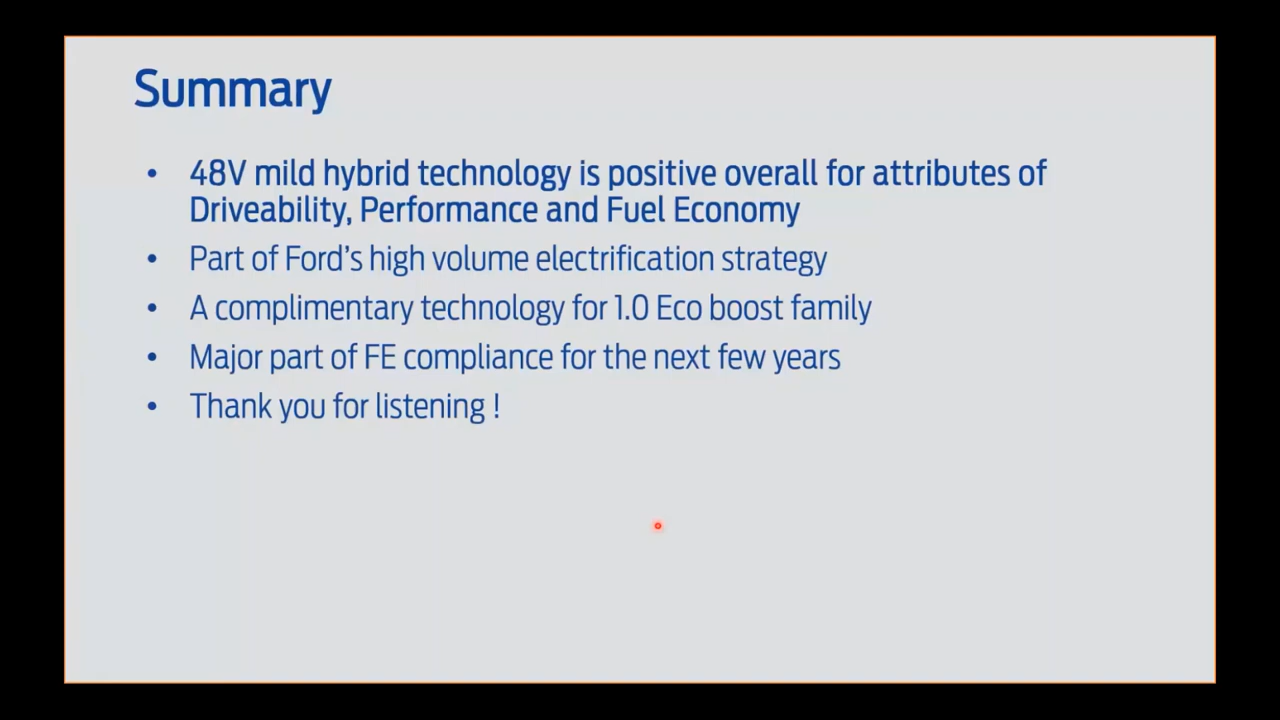 Summary
• 48V mild hybrid technology is positive overall for attributes of
Driveability, Performance and Fuel Economy
• Part of Ford’s high volume electrification strategy
• A complimentary technology for 1.0 Eco boost family
• Major part of FE compliance for the next few years
• Thank you for listening !